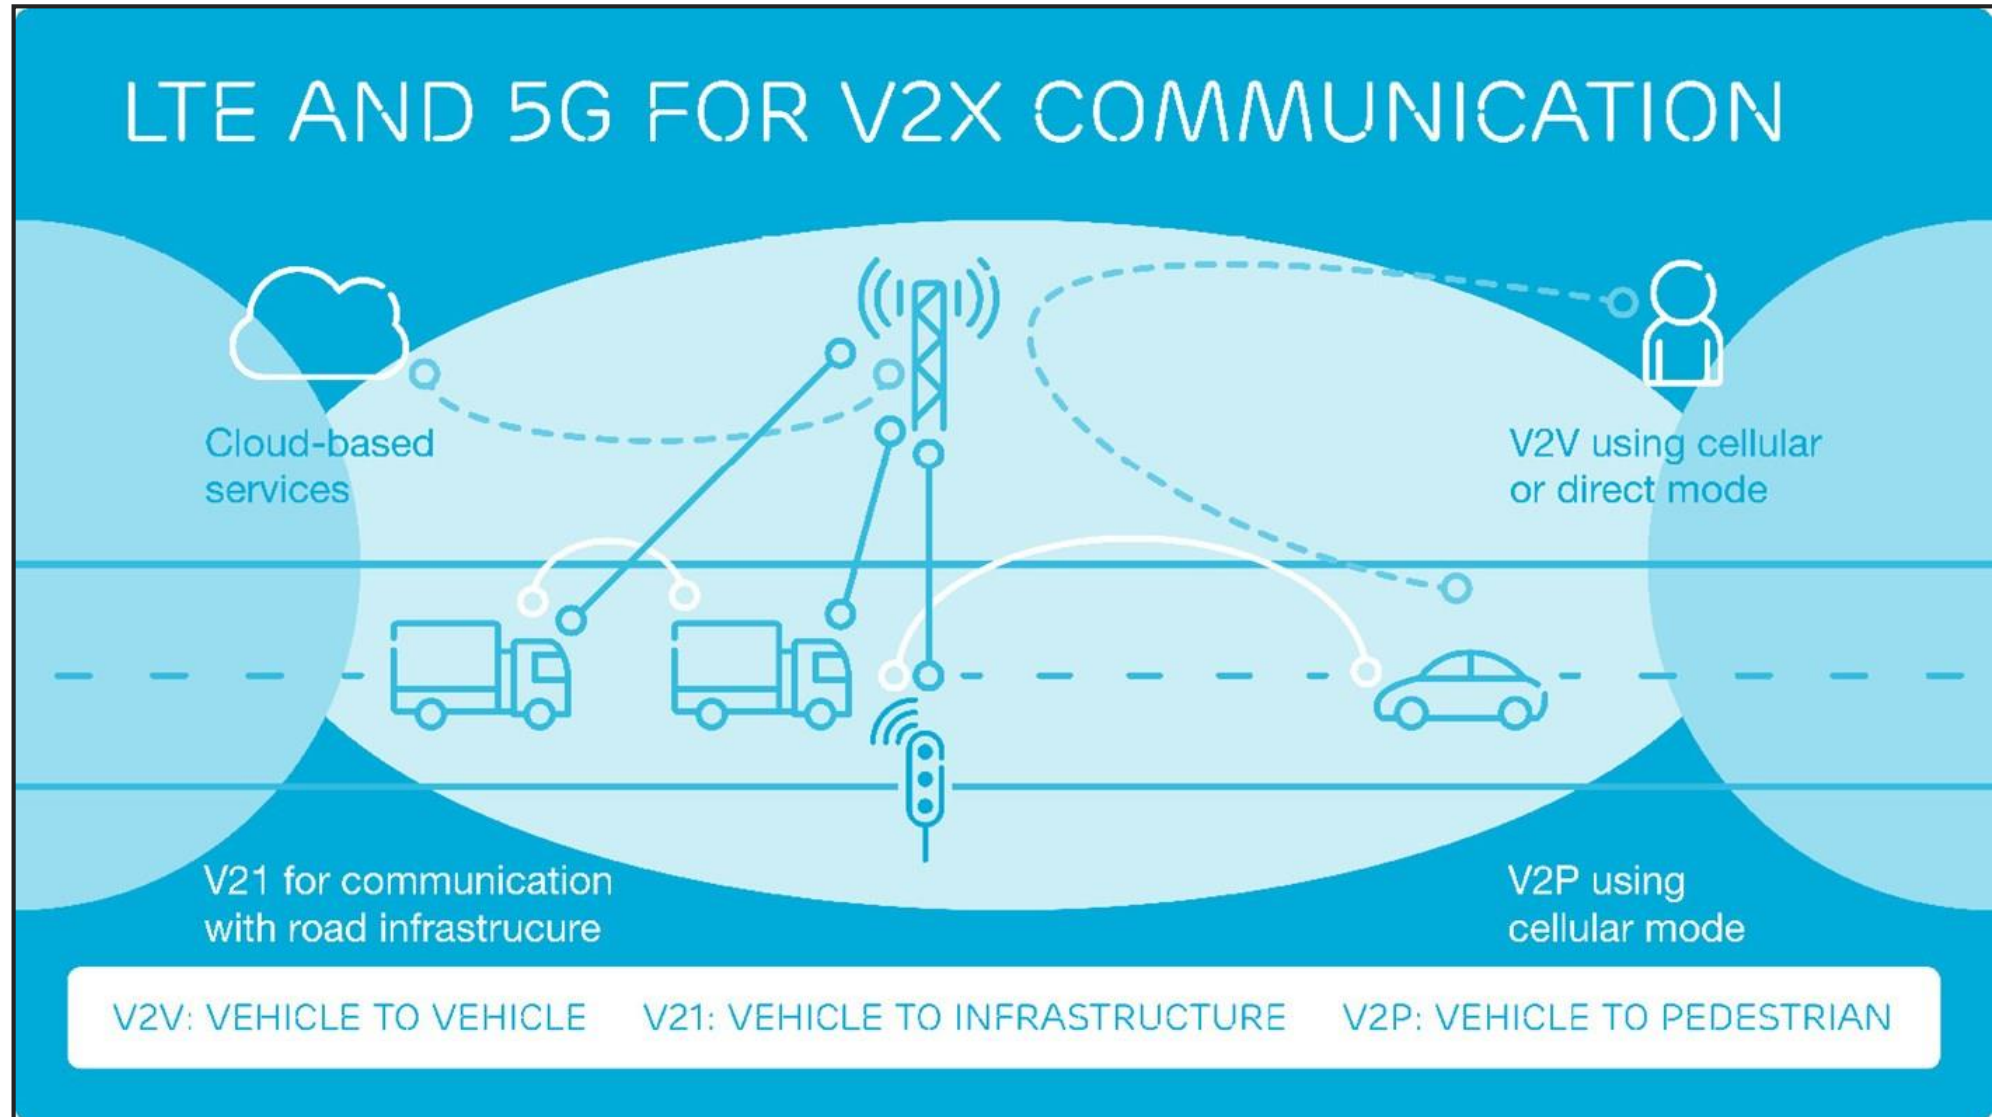 LTE AND 5G FOR V2X COMMUNICATION
Cloud-based
services
V2V using cellular
or direct mode
V21 for communication
with road infrastrucure
V2P using
cellular mode
V2V: VEHICLE TO VEHICLE V21: VEHICLE TO INFRASTRUCTURE V2P: VEHICLE TO PEDESTRIAN